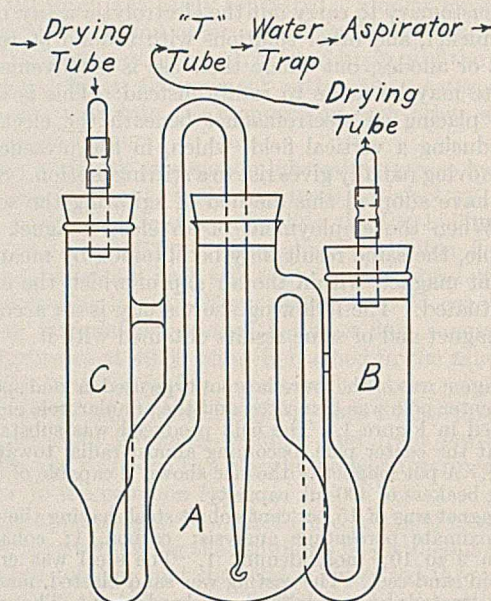 → Drying Tube → "T" Tube → Water Trap → Aspirator →
Drying Tube
C
B
A